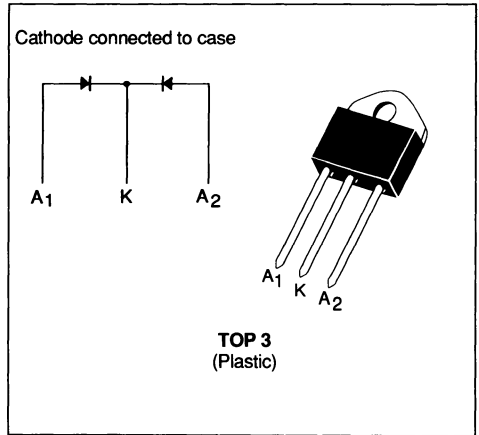 Cathode connected to case
A1 K A2
A1 K A2
TOP 3
(Plastic)